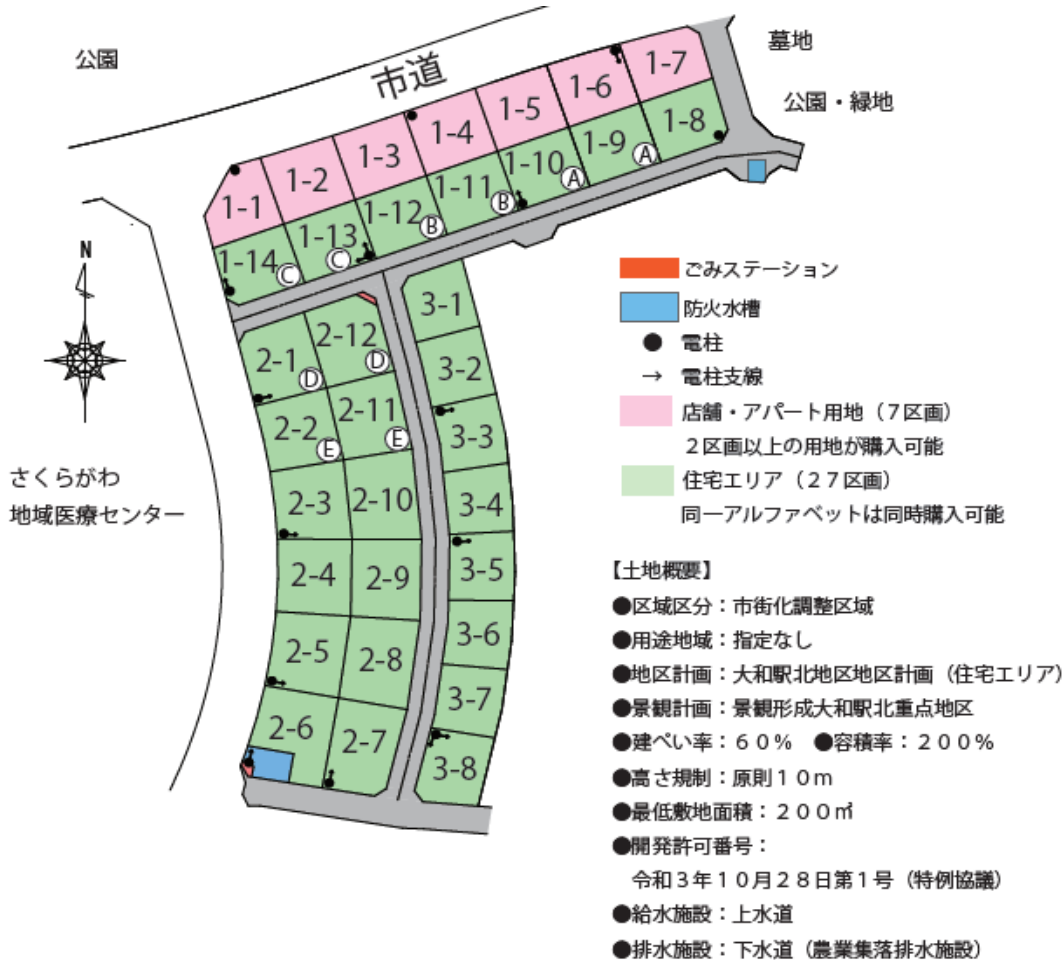 公園
市道
墓地
公園・緑地
1-7
1-6
1-5
1-4
1-3
1-2
1-1
1-8
1-9 A
1-10 A
1-11 B
1-12 B
1-13 C
1-14 C
N
さくらがわ
地域医療センター
2-1 D
2-12 D
2-2 E
2-11 E
2-3
2-10
2-4
2-9
2-5
2-8
2-6
2-7
3-1
3-2
3-3
3-4
3-5
3-6
3-7
3-8
ごみステーション
防火水槽
● 電柱
→ 電柱支線
店舗・アパート用地（７区画）
２区画以上の用地が購入可能
住宅エリア（２７区画）
同一アルファベットは同時購入可能
【土地概要】
●区域区分：市街化調整区域
●用途地域：指定なし
●地区計画：大和駅北地区地区計画（住宅エリア）
●景観計画：景観形成大和駅北重点地区
●建ぺい率：６０％　●容積率：２００％
●高さ規制：原則１０ｍ
●最低敷地面積：２００㎡
●開発許可番号：
令和３年１０月２８日第１号（特例協議）
●給水施設：上水道
●排水施設：下水道（農業集落排水施設）